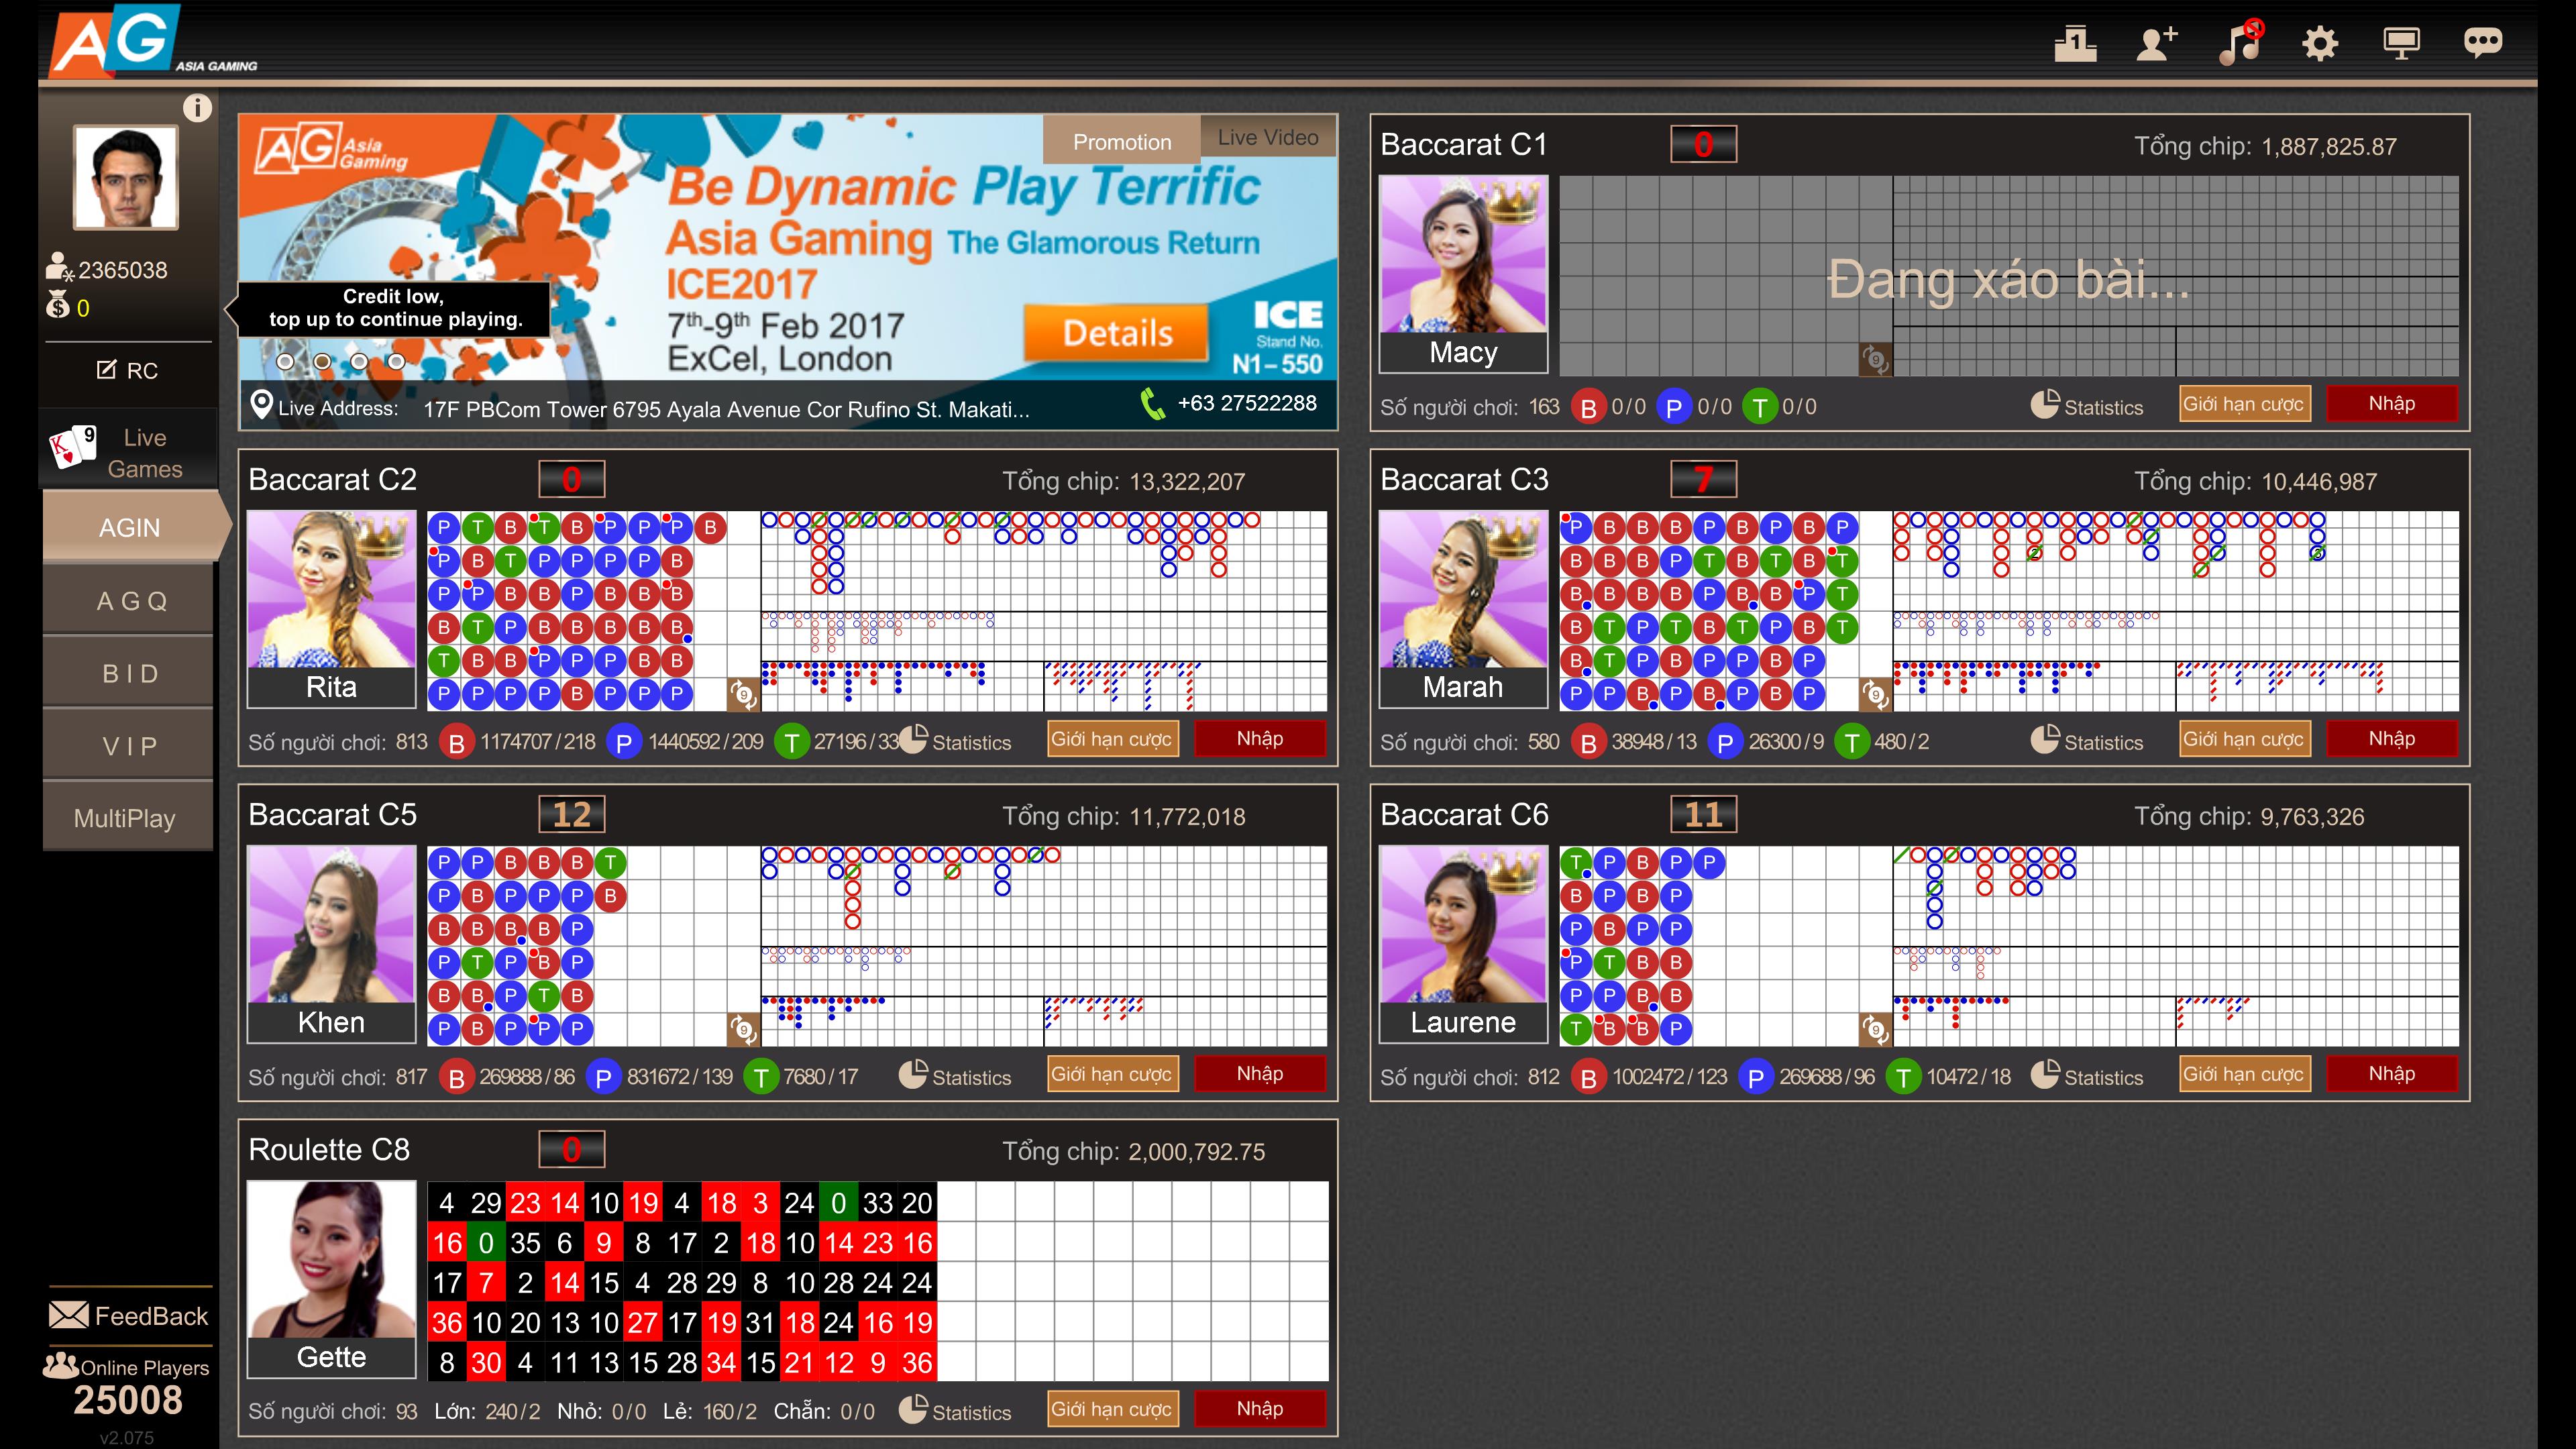 AG ASIA GAMING
1
i
2365038
$ 0
Credit low,
top up to continue playing.
RC
K 9 Live
Games
AGIN
A G Q
B I D
V I P
MultiPlay
FeedBack
Online Players
25008
v2.075
AG Asia
Gaming
Promotion
Live Video
Be Dynamic Play Terrific
Asia Gaming The Glamorous Return
ICE2017
7th-9th Feb 2017
ExCel, London
Details
ICE
Stand No.
N1-550
Live Address: 17F PBCom Tower 6795 Ayala Avenue Cor Rufino St. Makati... +63 27522288
Baccarat C1 0 Tổng chip: 1,887,825.87
Đang xáo bài...
Macy
9
Số người chơi: 163 B 0/0 P 0/0 T 0/0 Statistics Giới hạn cược Nhập
Baccarat C2 0 Tổng chip: 13,322,207
P T B T B P P P B
P B T P P P P B
P P B B P B B B
B T P B B B B B
T B B P P P B B
P P P P B P P P
Rita
9
Số người chơi: 813 B 1174707/218 P 1440592/209 T 27196/33 Statistics Giới hạn cược Nhập
Baccarat C3 7 Tổng chip: 10,446,987
P B B B P B P B P
B B B P T B T B T
B B B B P B B P T
B T P T B T P B T
B T P B P P B P
P P B P B P B P
Marah
9
Số người chơi: 580 B 38948/13 P 26300/9 T 480/2 Statistics Giới hạn cược Nhập
Baccarat C5 12 Tổng chip: 11,772,018
P P B B B T
P B P P P B
B B B B P
P T P B P
B B P T B
P B P P P
Khen
9
Số người chơi: 817 B 269888/86 P 831672/139 T 7680/17 Statistics Giới hạn cược Nhập
Baccarat C6 11 Tổng chip: 9,763,326
T P B P P
B P B P
P B P P
P T B B
P P B B
T B B P
Laurene
9
Số người chơi: 812 B 1002472/123 P 269688/96 T 10472/18 Statistics Giới hạn cược Nhập
Roulette C8 0 Tổng chip: 2,000,792.75
4 29 23 14 10 19 4 18 3 24 0 33 20
16 0 35 6 9 8 17 2 18 10 14 23 16
17 7 2 14 15 4 28 29 8 10 28 24 24
36 10 20 13 10 27 17 19 31 18 24 16 19
8 30 4 11 13 15 28 34 15 21 12 9 36
Gette
Số người chơi: 93 Lớn: 240/2 Nhỏ: 0/0 Lẻ: 160/2 Chẵn: 0/0 Statistics Giới hạn cược Nhập